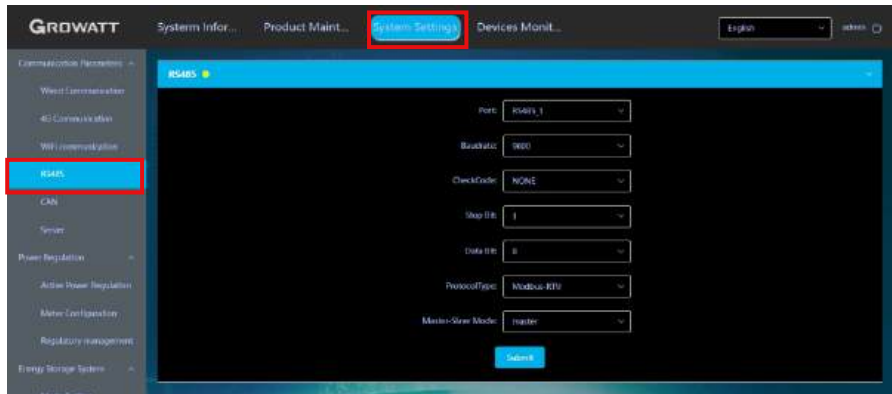 GROWATT
Systerm Infor...
Product Maint...
System Settings
Devices Monit...
English
admin
Communication Parameters
Wired Communication
4G Communication
WiFi communication
RS485
CAN
Server
Power Regulation
Active Power Regulation
Meter Configuration
Regulatory management
Energy Storage System
RS485
Port: RS485_1
Baudrate: 9600
CheckCode: NONE
Stop Bit: 1
Data Bit: 8
ProtocolType: Modbus-RTU
Master-Slaver Mode: master
Submit